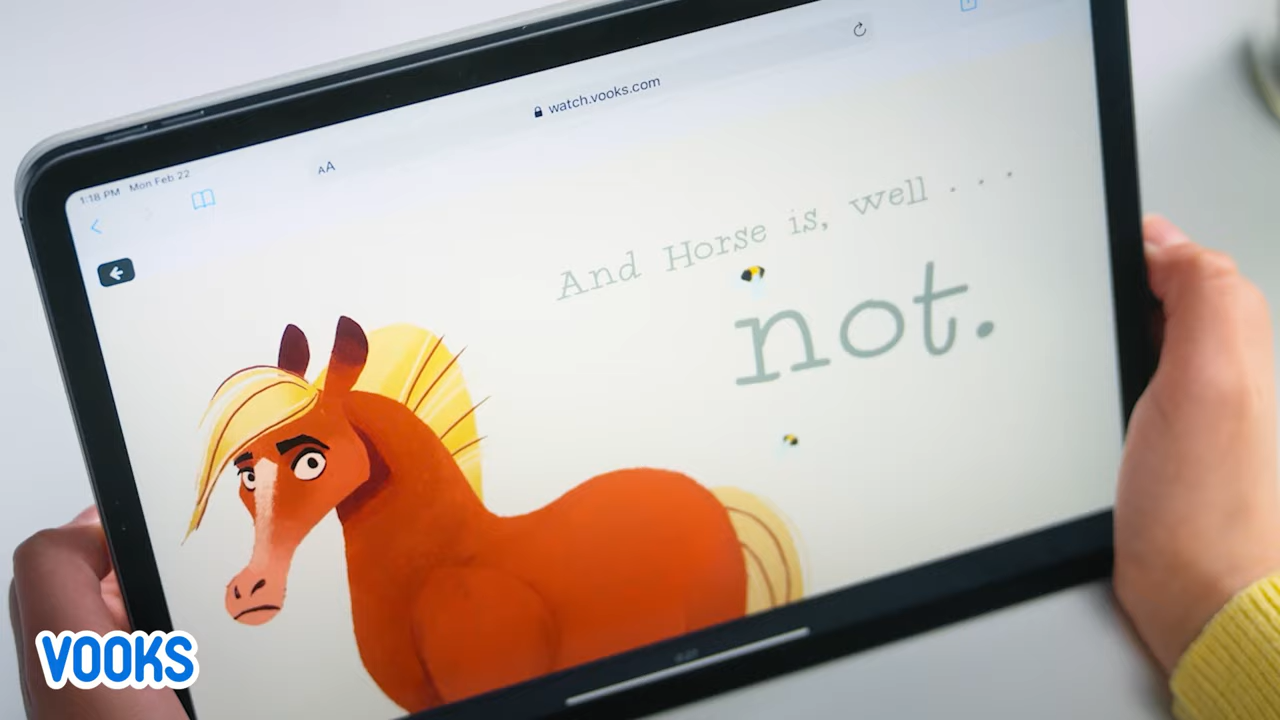 1:18 PM Mon Feb 22
AA
watch.vooks.com
And Horse is, well . . .
not.
VOOKS